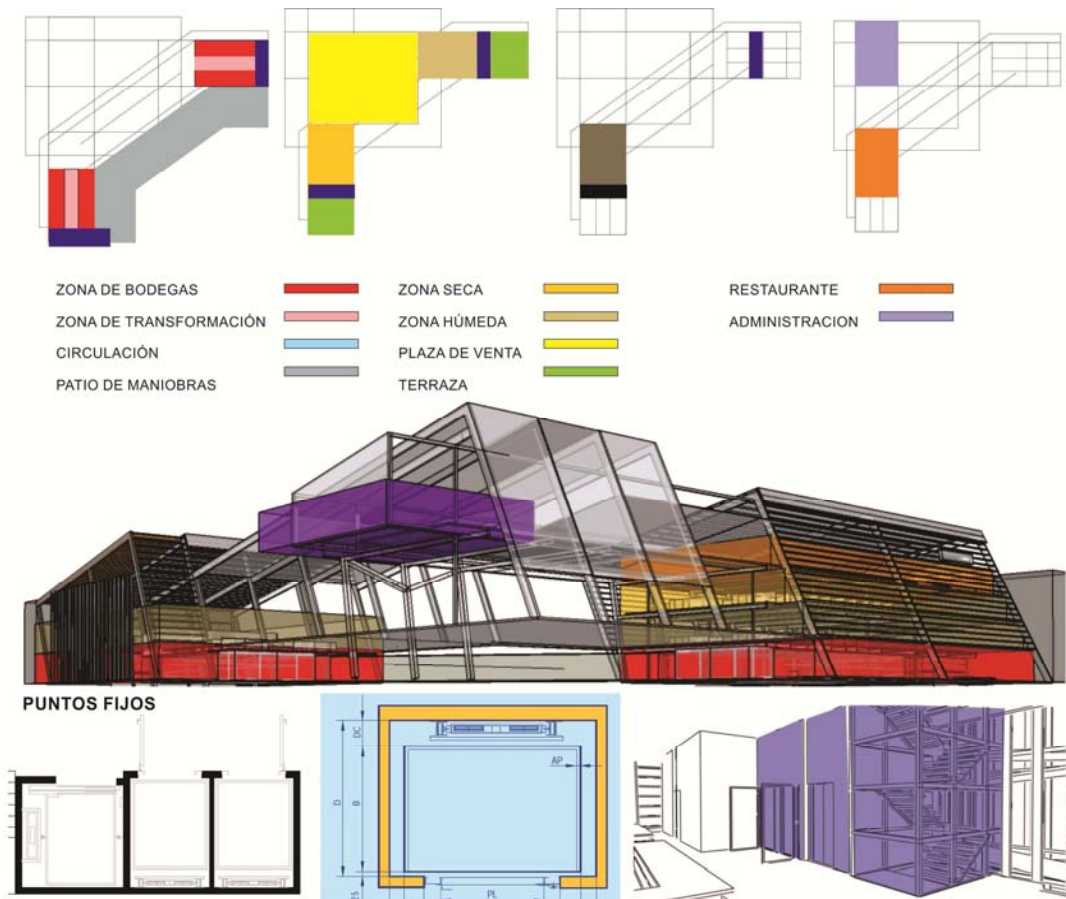 ZONA DE BODEGAS
ZONA DE TRANSFORMACIÓN
CIRCULACIÓN
PATIO DE MANIOBRAS
ZONA SECA
ZONA HÚMEDA
PLAZA DE VENTA
TERRAZA
RESTAURANTE
ADMINISTRACION
PUNTOS FIJOS
DC
AP
D
B
PL